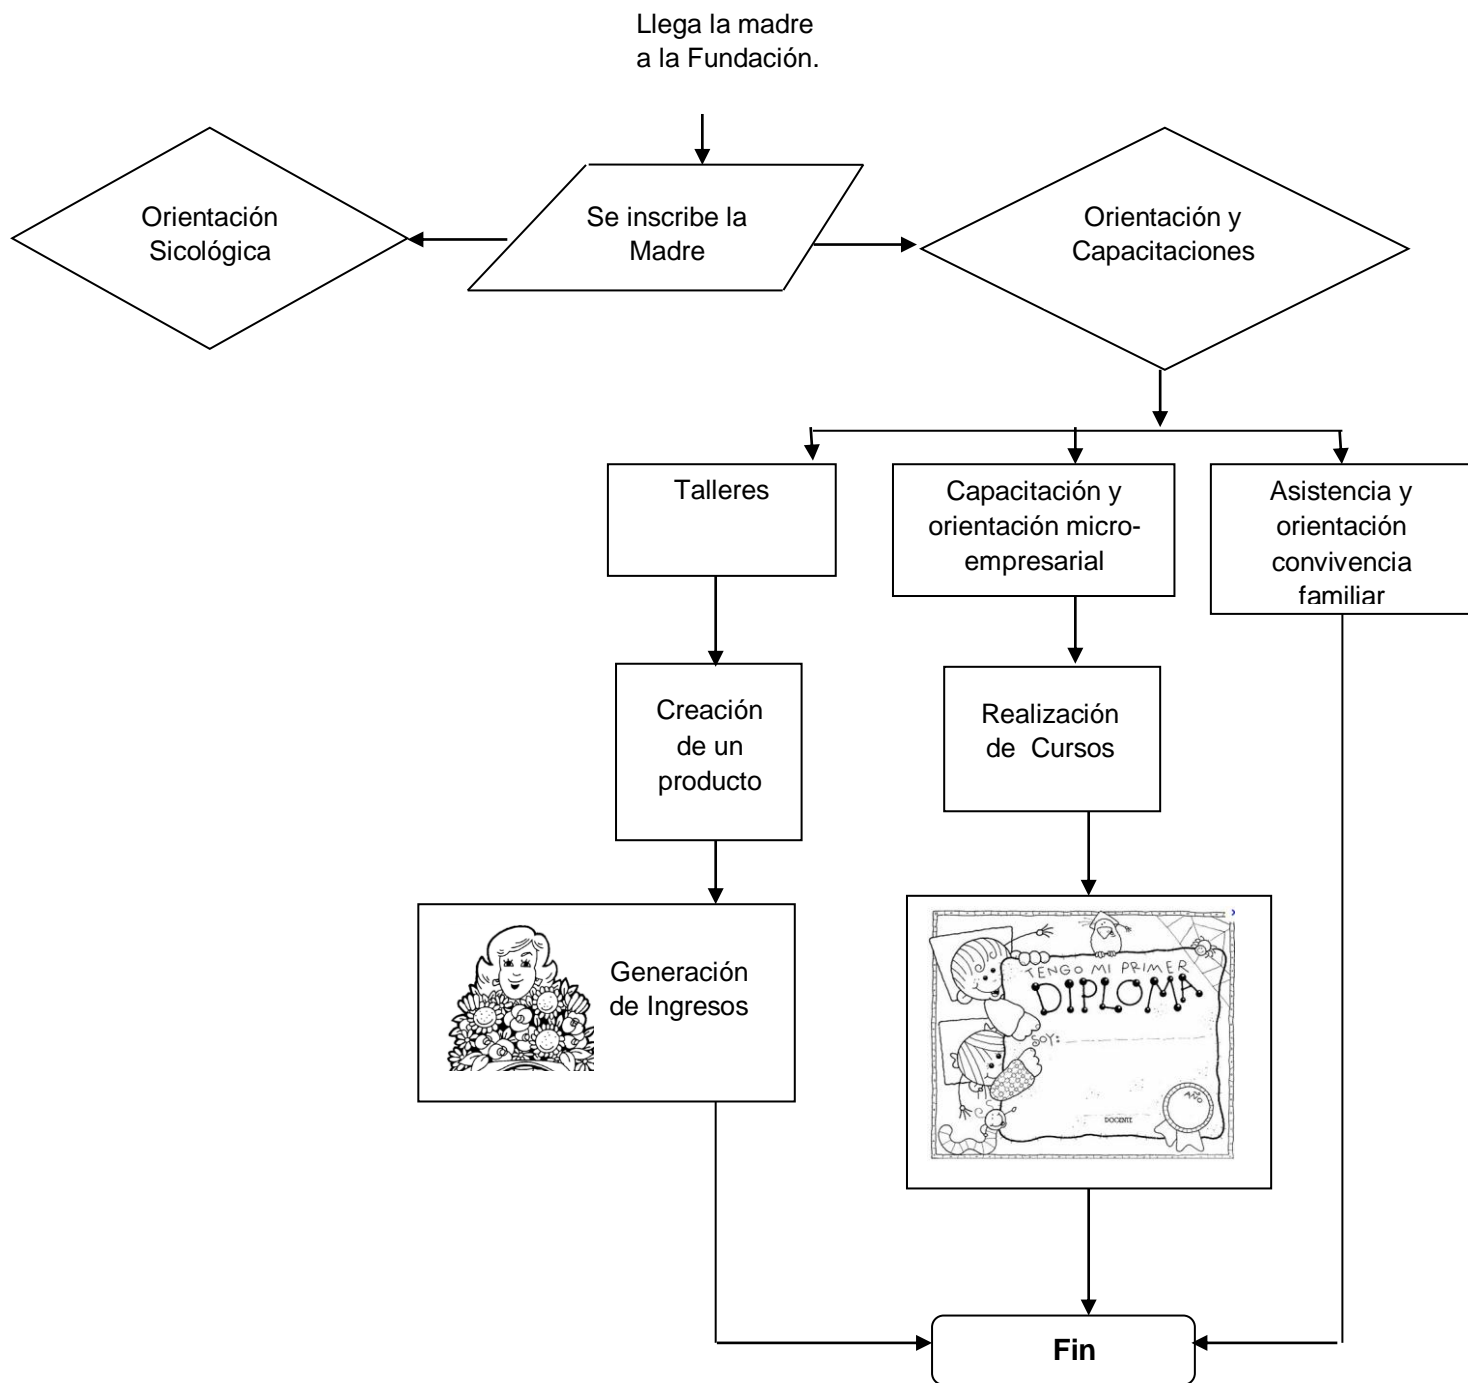 Llega la madre
a la Fundación.
Orientación
Sicológica
Se inscribe la
Madre
Orientación y
Capacitaciones
Talleres
Capacitación y
orientación micro-
empresarial
Asistencia y
orientación
convivencia
familiar
Creación
de un
producto
Realización
de Cursos
Generación
de Ingresos
TENGO MI PRIMER
DIPLOMA
SOY:
AÑO
DOCENTE
Fin